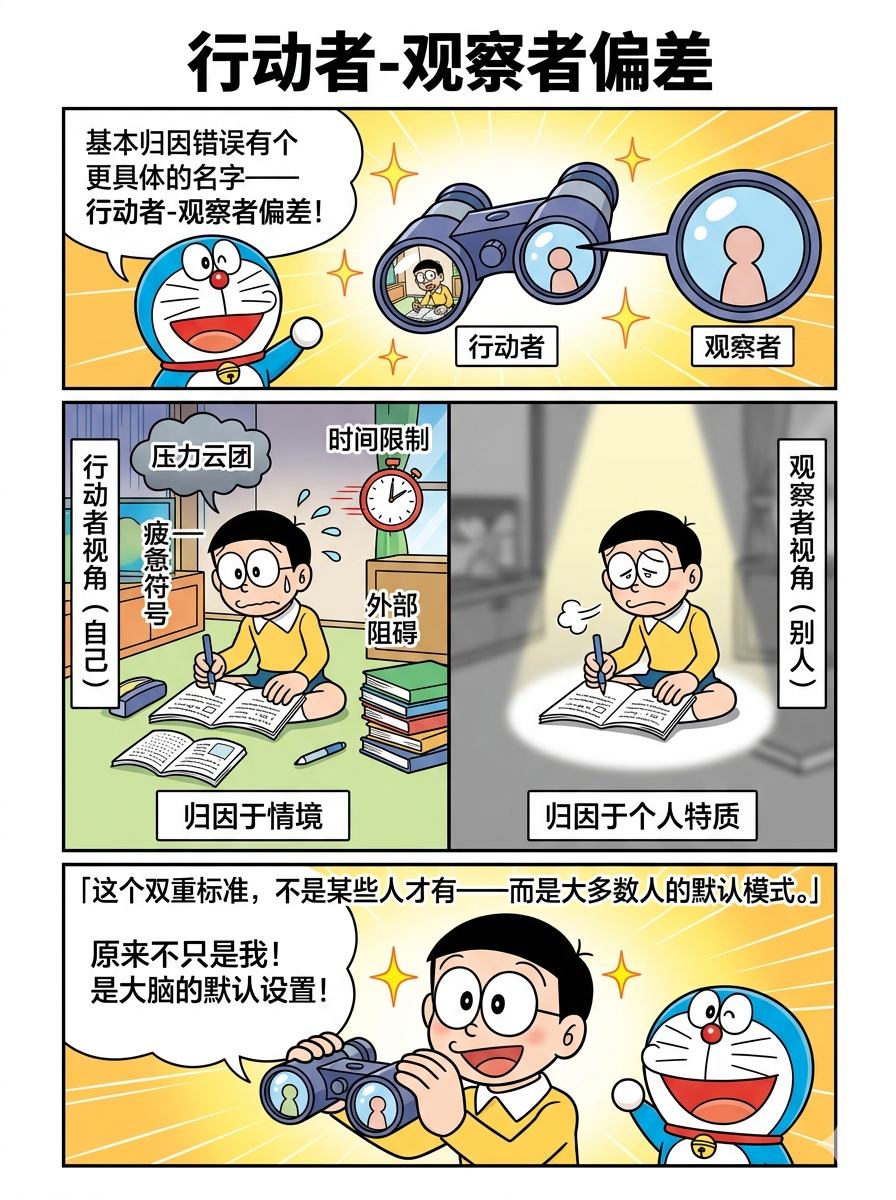 行动者-观察者偏差
基本归因错误有个
更具体的名字——
行动者-观察者偏差！
行动者
观察者
行动者视角（自己）
压力云团
时间限制
疲惫符号
外部
阻碍
归因于情境
观察者视角（别人）
归因于个人特质
「这个双重标准，不是某些人才有——而是大多数人的默认模式。」
原来不只是我！
是大脑的默认设置！